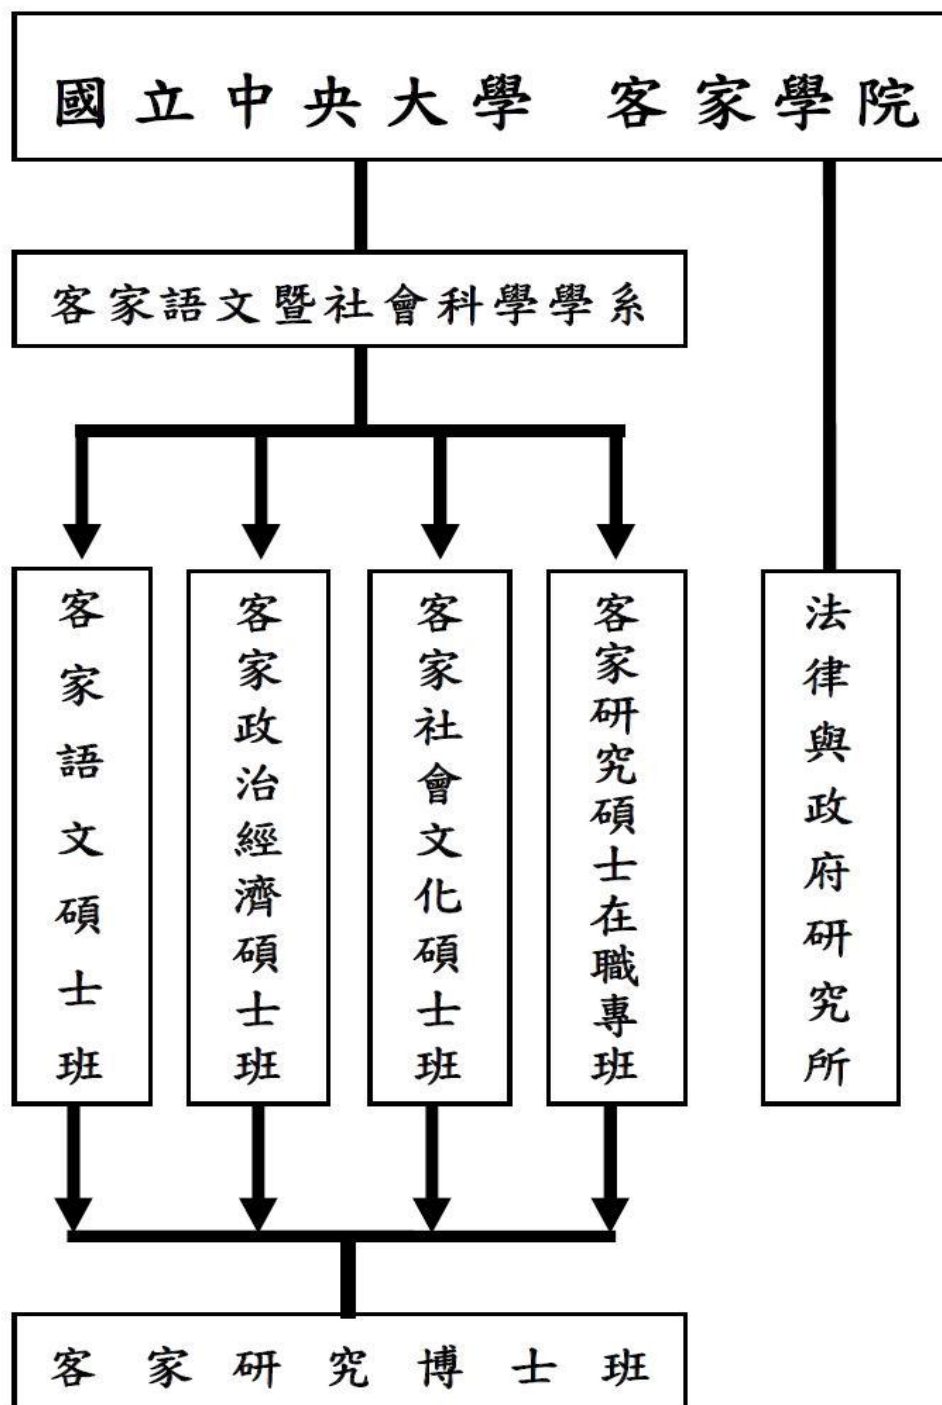 國立中央大學 客家學院
客家語文暨社會科學學系
客家語文碩士班
客家政治經濟碩士班
客家社會文化碩士班
客家研究碩士在職專班
法律與政府研究所
客家研究博士班